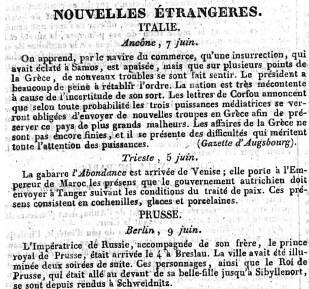 NOUVELLES ÉTRANGERES.
ITALIE.
Ancône, 7 juin.
On apprend, par le navire du commerce, qu'une insurrection, qui
avait éclaté à Samos, est apaisée, mais que sur plusieurs points de
la Grèce, de nouveaux troubles se sont fait sentir. Le président a
beaucoup de peine à rétablir l'ordre. La nation est très mécontente
à cause de l'incertitude de son sort. Les lettres de Corfou annoncent
que selon toute probabilité les trois puissances médiatrices se ver-
ront obligées d'envoyer de nouvelles troupes en Grèce afin de pré-
server ce pays de plus grands malheurs. Les affaires de la Grèce ne
sont pas encore finies, et il se présente des difficultés qui méritent
toute l'attention des puissances. (Gazette d'Augsbourg).
Trieste, 5 juin.
La gabarre l'Abondance est arrivée de Venise; elle porte à l'Em-
pereur de Maroc les présens que le gouvernement autrichien doit
envoyer à Tanger suivant les conditions du traité de paix. Ces pré-
sens consistent en cochenilles, glaces et porcelaines.
PRUSSE.
Berlin, 9 juin.
L'Impératrice de Russie, accompagnée de son frère, le prince
royal de Prusse, était arrivée le 4 à Breslau. La ville avait été illu-
minée deux soirées de suite. Ces personnages, ainsi que le Roi de
Prusse, qui était allé au devant de sa belle-fille jusqu'à Sibyllenort,
se sont depuis rendus à Schweidnitz.